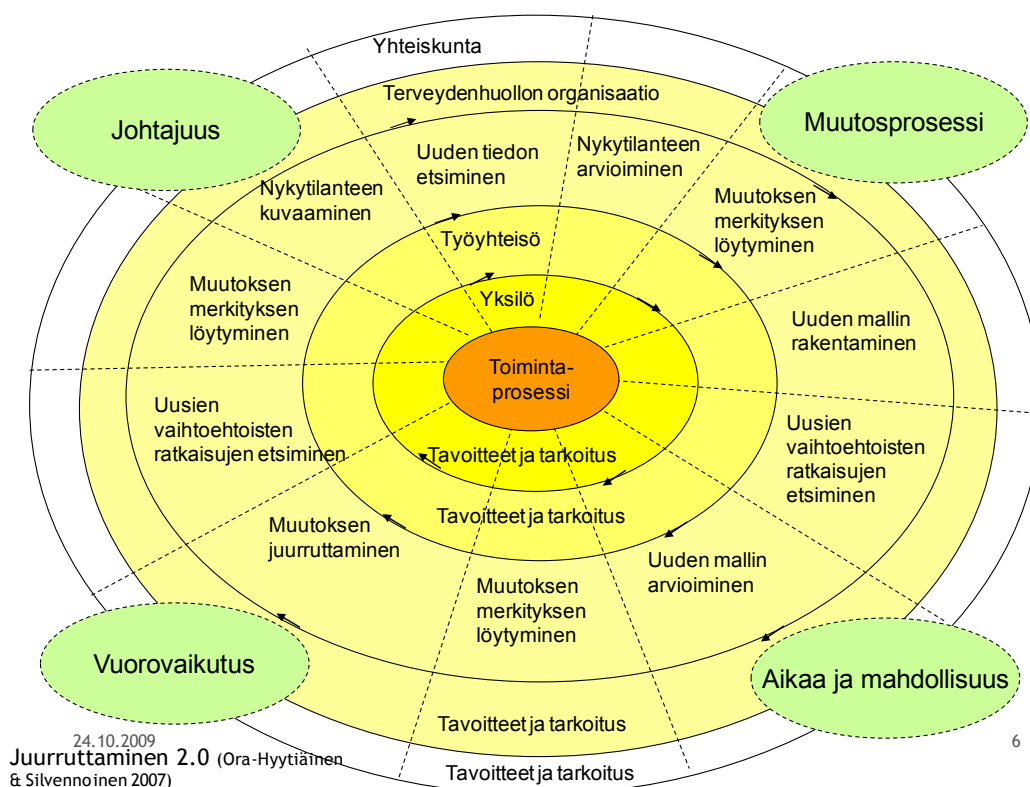 Yhteiskunta
Johtajuus
Muutosprosessi
Terveydenhuollon organisaatio
Nykytilanteen
kuvaaminen
Uuden tiedon
etsiminen
Nykytilanteen
arvioiminen
Muutoksen
merkityksen
löytyminen
Työyhteisö
Yksilö
Muutoksen
merkityksen
löytyminen
Uuden mallin
rakentaminen
Toiminta-
prosessi
Uusien
vaihtoehtoisten
ratkaisujen etsiminen
Uusien
vaihtoehtoisten
ratkaisujen
etsiminen
Tavoitteet ja tarkoitus
Tavoitteet ja tarkoitus
Muutoksen
juurruttaminen
Uuden mallin
arvioiminen
Muutoksen
merkityksen
löytyminen
Vuorovaikutus
Aikaa ja mahdollisuus
Tavoitteet ja tarkoitus
Tavoitteet ja tarkoitus
24.10.2009
6
Juurruttaminen 2.0 (Ora-Hyytiäinen
& Silvennoinen 2007)